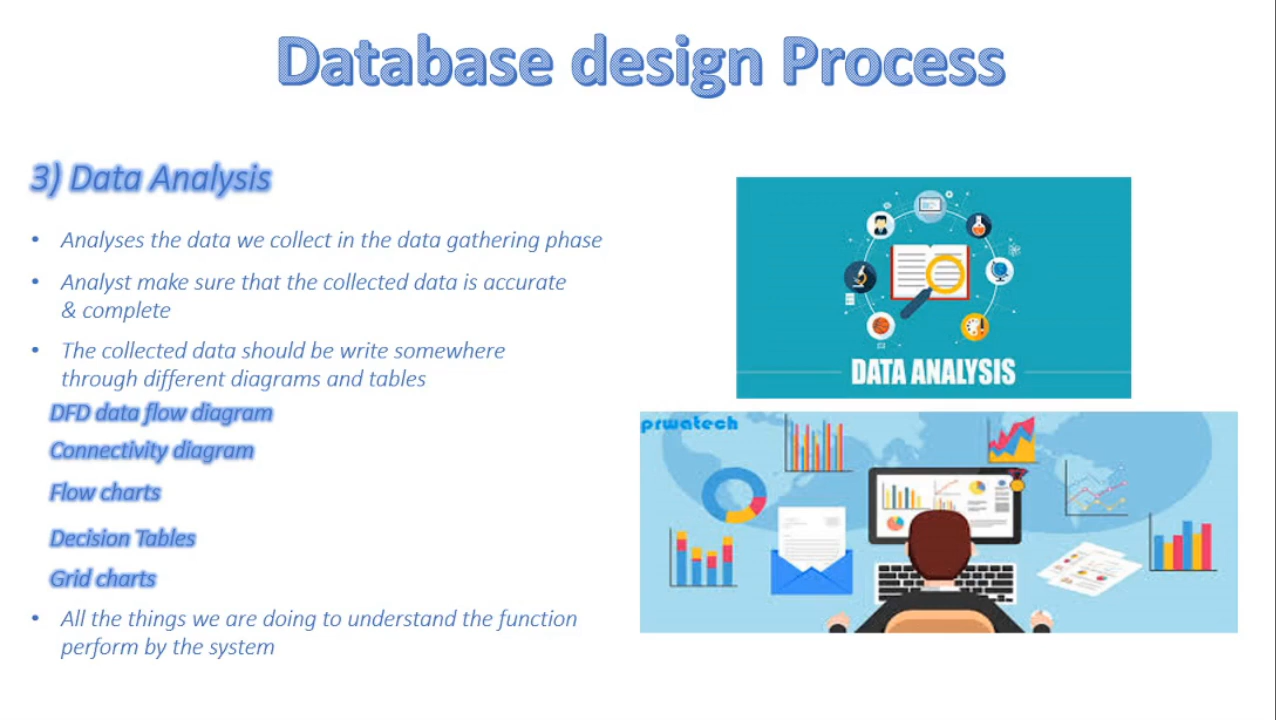 Database design Process
3) Data Analysis
• Analyses the data we collect in the data gathering phase
• Analyst make sure that the collected data is accurate
& complete
• The collected data should be write somewhere
through different diagrams and tables
DFD data flow diagram
Connectivity diagram
Flow charts
Decision Tables
Grid charts
• All the things we are doing to understand the function
perform by the system
DATA ANALYSIS
prwatech